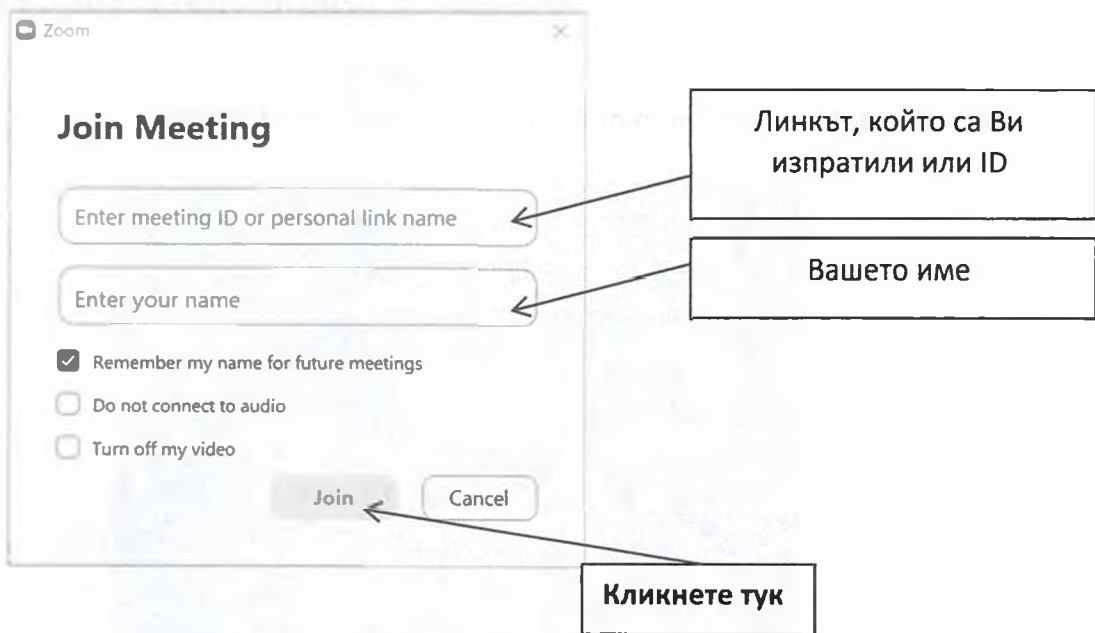 Zoom
Join Meeting
Линкът, който са Ви
изпратили или ID
Enter meeting ID or personal link name
Вашето име
Enter your name
Remember my name for future meetings
Do not connect to audio
Turn off my video
Join
Cancel
Кликнете тук